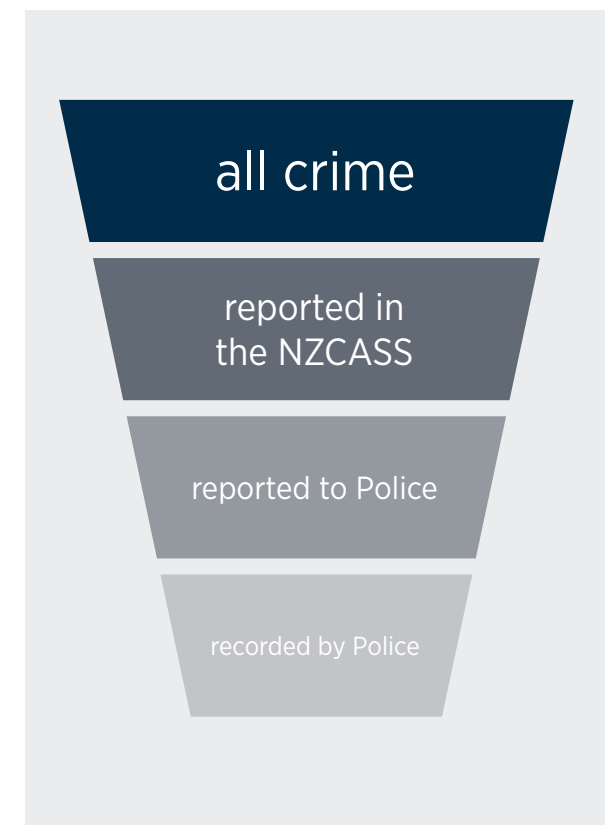 all crime
reported in
the NZCASS
reported to Police
recorded by Police